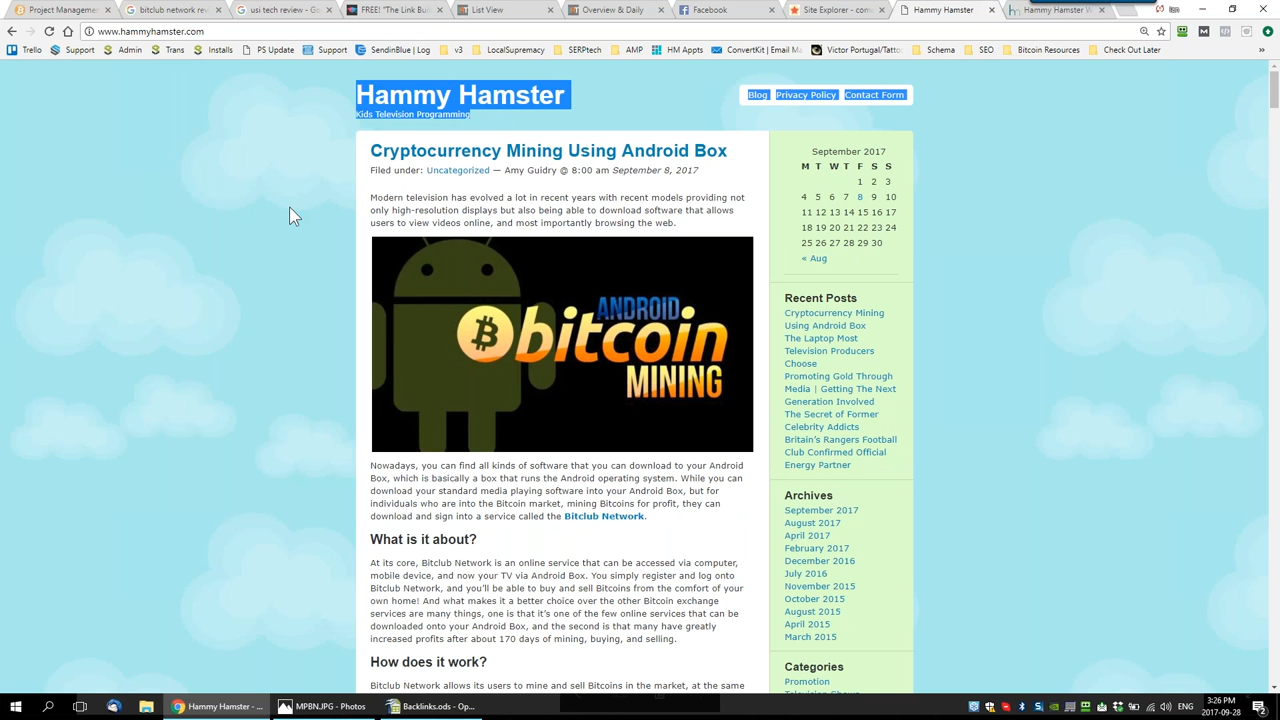 Project Management
bitclub network rev
usi tech review - Go
FREE! "The Link Buil
List View
Overview & Daily
Facebook
Site Explorer - como
Hammy Hamster
Hammy Hamster W
www.hammyhamster.com
Trello
Support
Admin
Trans
Installs
PS Update
Support
SendinBlue | Log
v3
LocalSupremacy
SERPtech
AMP
HM Appts
ConvertKit | Email Ma
Victor Portugal/Tatto
Schema
SEO
Bitcoin Resources
Check Out Later
Hammy Hamster
Kids Television Programming
Blog Privacy Policy Contact Form
Cryptocurrency Mining Using Android Box
Filed under: Uncategorized — Amy Guidry @ 8:00 am September 8, 2017
Modern television has evolved a lot in recent years with recent models providing not
only high-resolution displays but also being able to download software that allows
users to view videos online, and most importantly browsing the web.
ANDROID
bitcoin
MINING
Nowadays, you can find all kinds of software that you can download to your Android
Box, which is basically a box that runs the Android operating system. While you can
download your standard media playing software into your Android Box, but for
individuals who are into the Bitcoin market, mining Bitcoins for profit, they can
download and sign into a service called the Bitclub Network.
What is it about?
At its core, Bitclub Network is an online service that can be accessed via computer,
mobile device, and now your TV via Android Box. You simply register and log onto
Bitclub Network, and you'll be able to buy and sell Bitcoins from the comfort of your
own home! And what makes it a better choice over the other Bitcoin exchange
services are many things, one is that it's one of the few online services that can be
downloaded onto your Android Box, and the second is that many have greatly
increased profits after about 170 days of mining, buying, and selling.
How does it work?
Bitclub Network allows its users to mine and sell Bitcoins in the market, at the same
September 2017
M T W T F S S
1 2 3
4 5 6 7 8 9 10
11 12 13 14 15 16 17
18 19 20 21 22 23 24
25 26 27 28 29 30
« Aug
Recent Posts
Cryptocurrency Mining
Using Android Box
The Laptop Most
Television Producers
Choose
Promoting Gold Through
Media | Getting The Next
Generation Involved
The Secret of Former
Celebrity Addicts
Britain's Rangers Football
Club Confirmed Official
Energy Partner
Archives
September 2017
August 2017
April 2017
February 2017
December 2016
July 2016
November 2015
October 2015
August 2015
April 2015
March 2015
Categories
Promotion
Television Shows
Hammy Hamster - ...
MPBN.JPG - Photos
Backlinks.ods - Op...
ENG
3:26 PM
2017-09-28
2